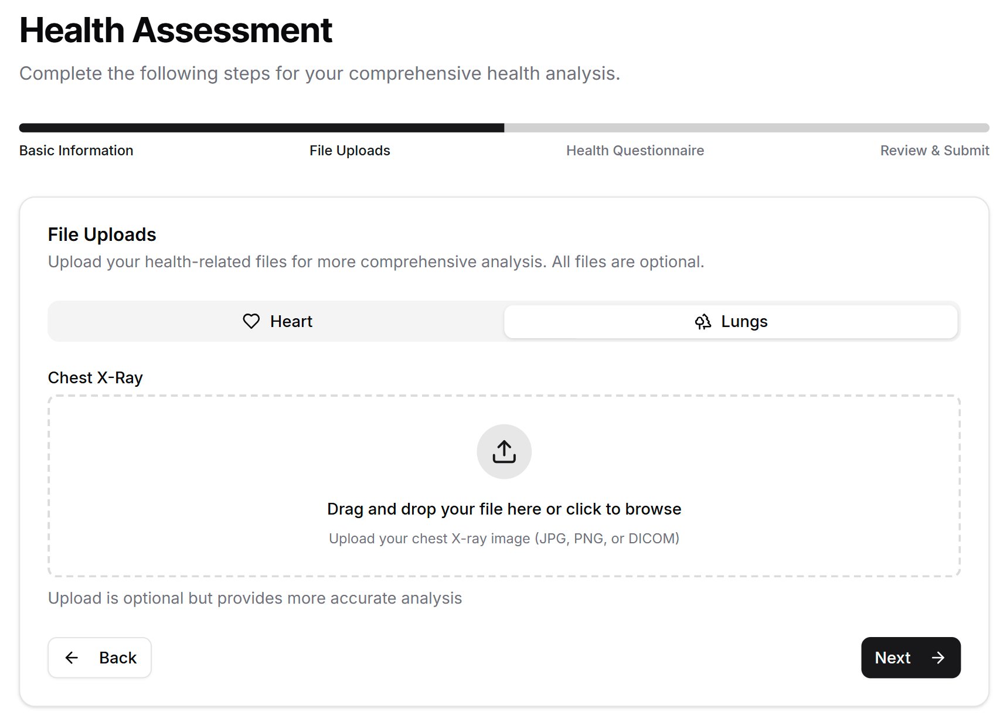 Health Assessment
Complete the following steps for your comprehensive health analysis.
Basic Information
File Uploads
Health Questionnaire
Review & Submit
File Uploads
Upload your health-related files for more comprehensive analysis. All files are optional.
Heart
Lungs
Chest X-Ray
Drag and drop your file here or click to browse
Upload your chest X-ray image (JPG, PNG, or DICOM)
Upload is optional but provides more accurate analysis
Back
Next